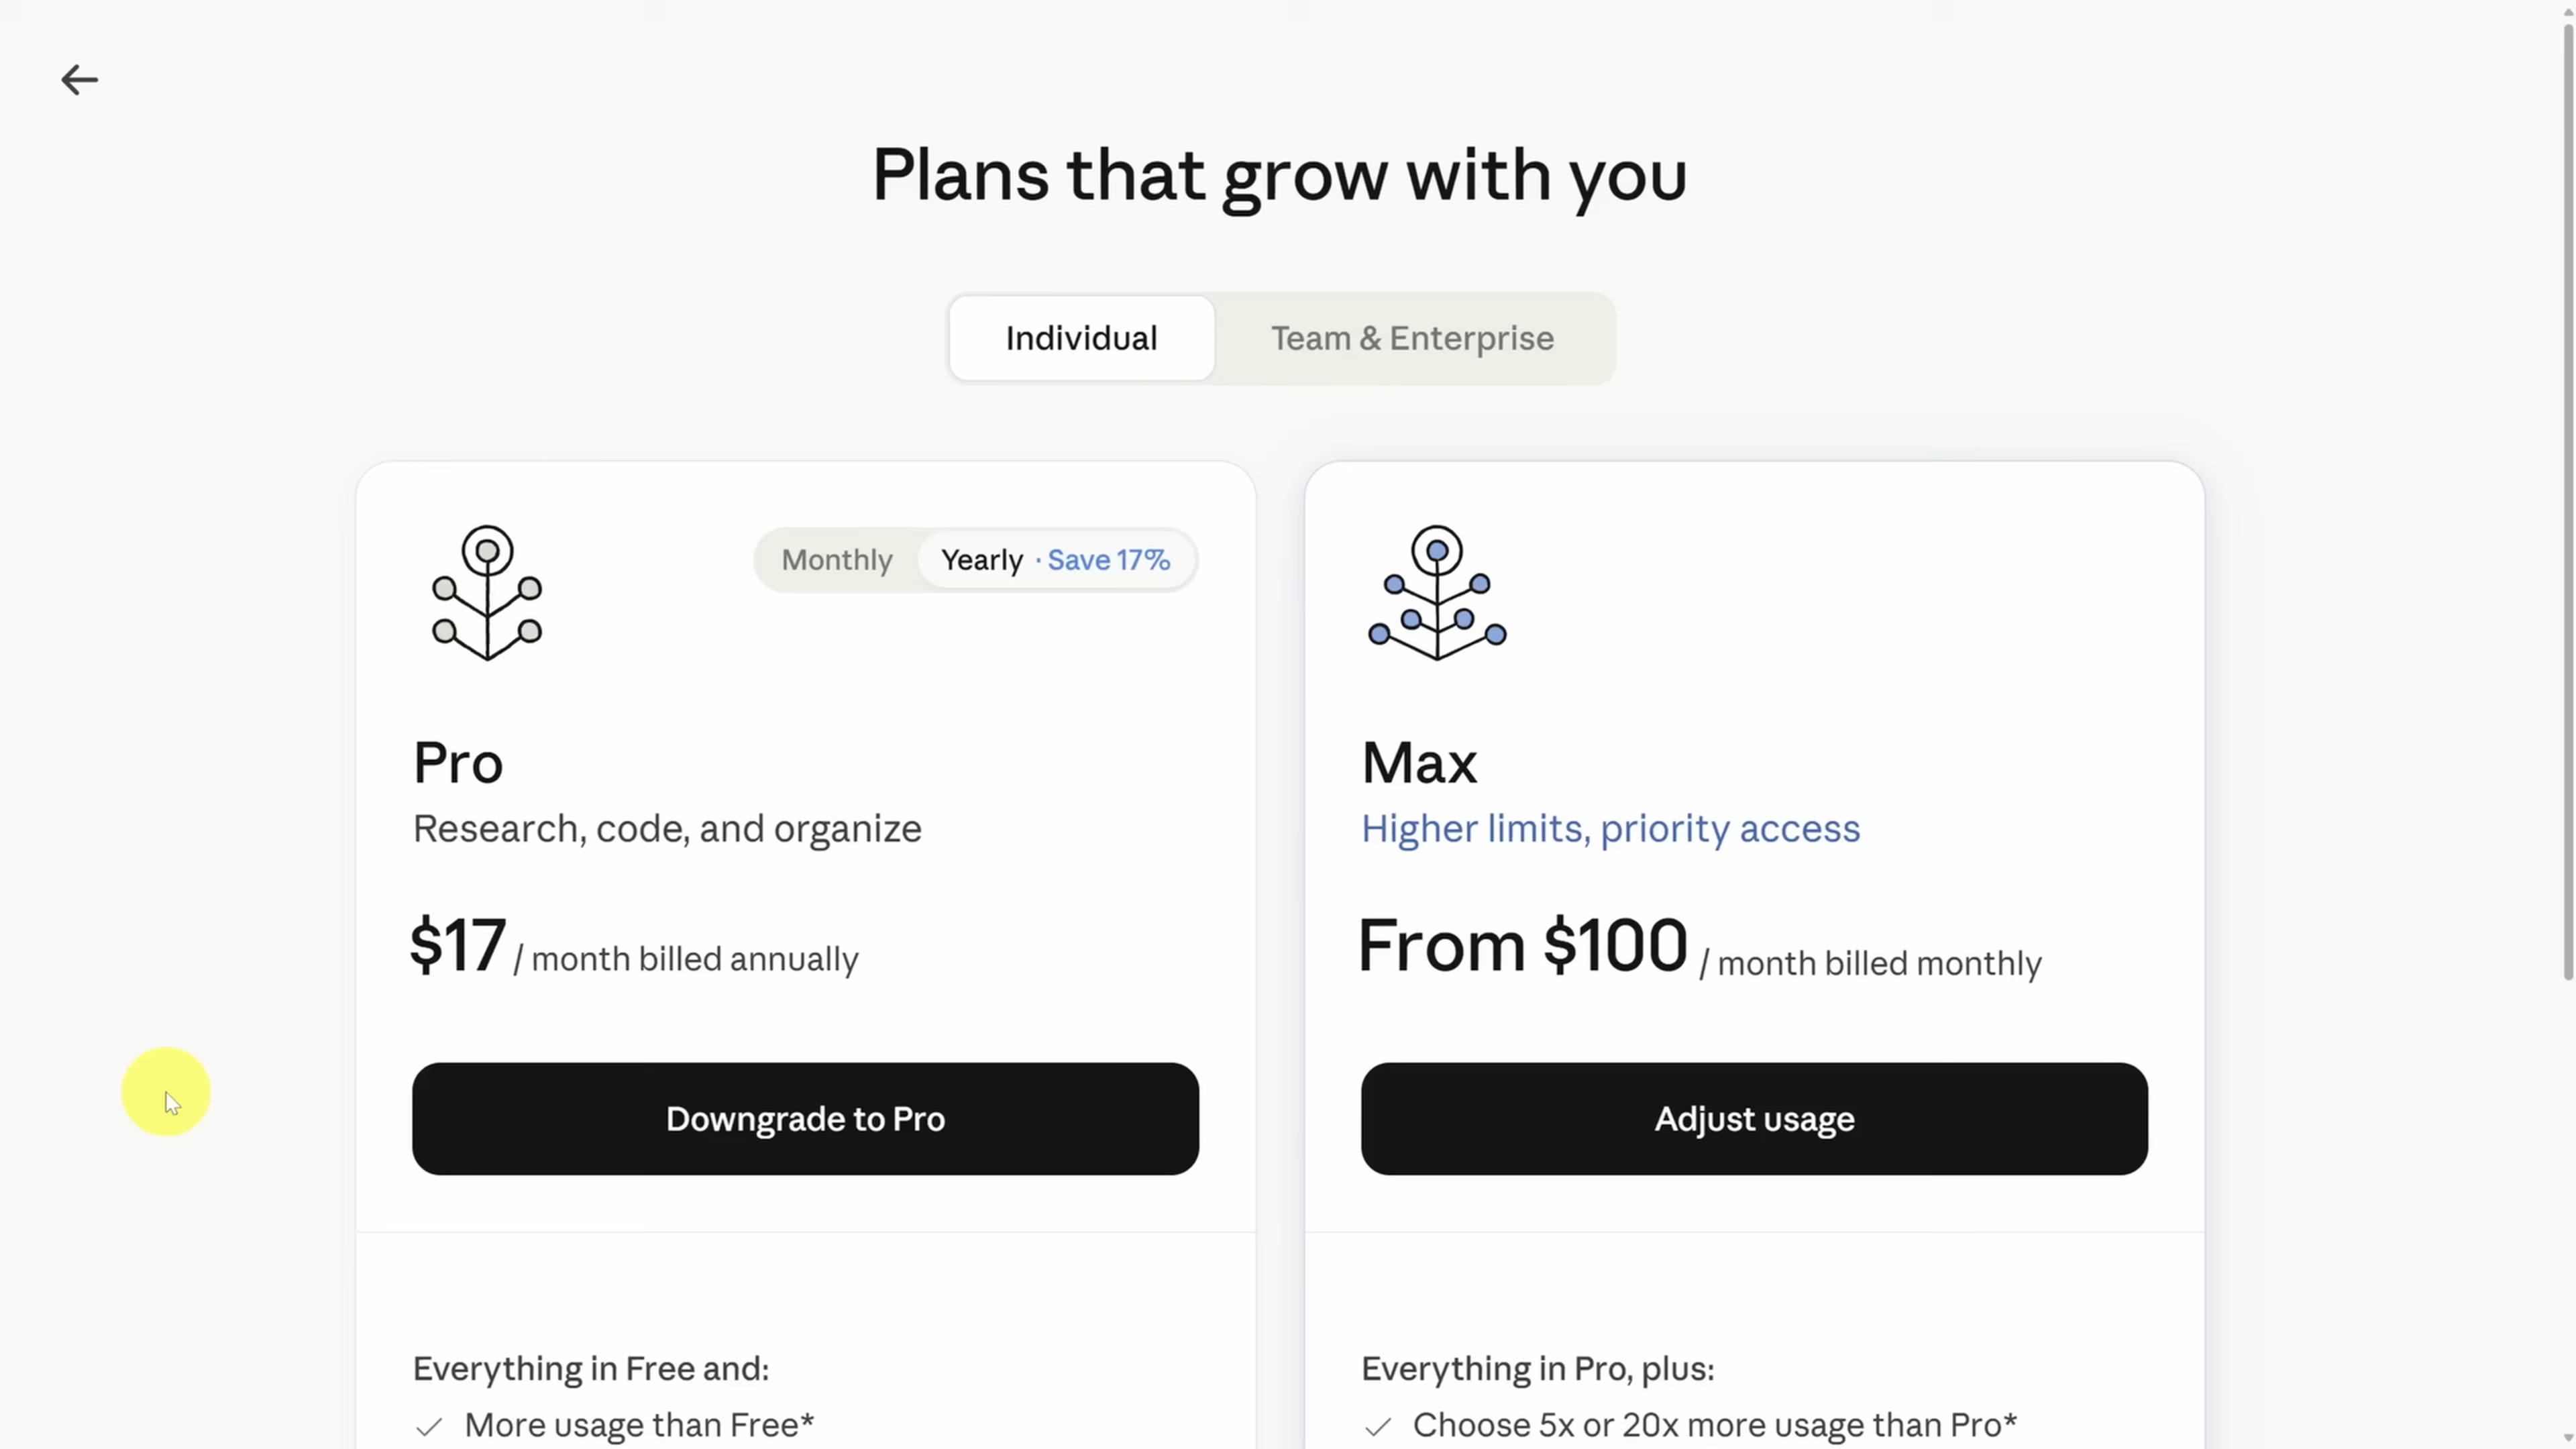 Plans that grow with you
Individual
Team & Enterprise
Monthly
Yearly · Save 17%
Pro
Research, code, and organize
$17 / month billed annually
Downgrade to Pro
Everything in Free and:
More usage than Free*
Max
Higher limits, priority access
From $100 / month billed monthly
Adjust usage
Everything in Pro, plus:
Choose 5x or 20x more usage than Pro*